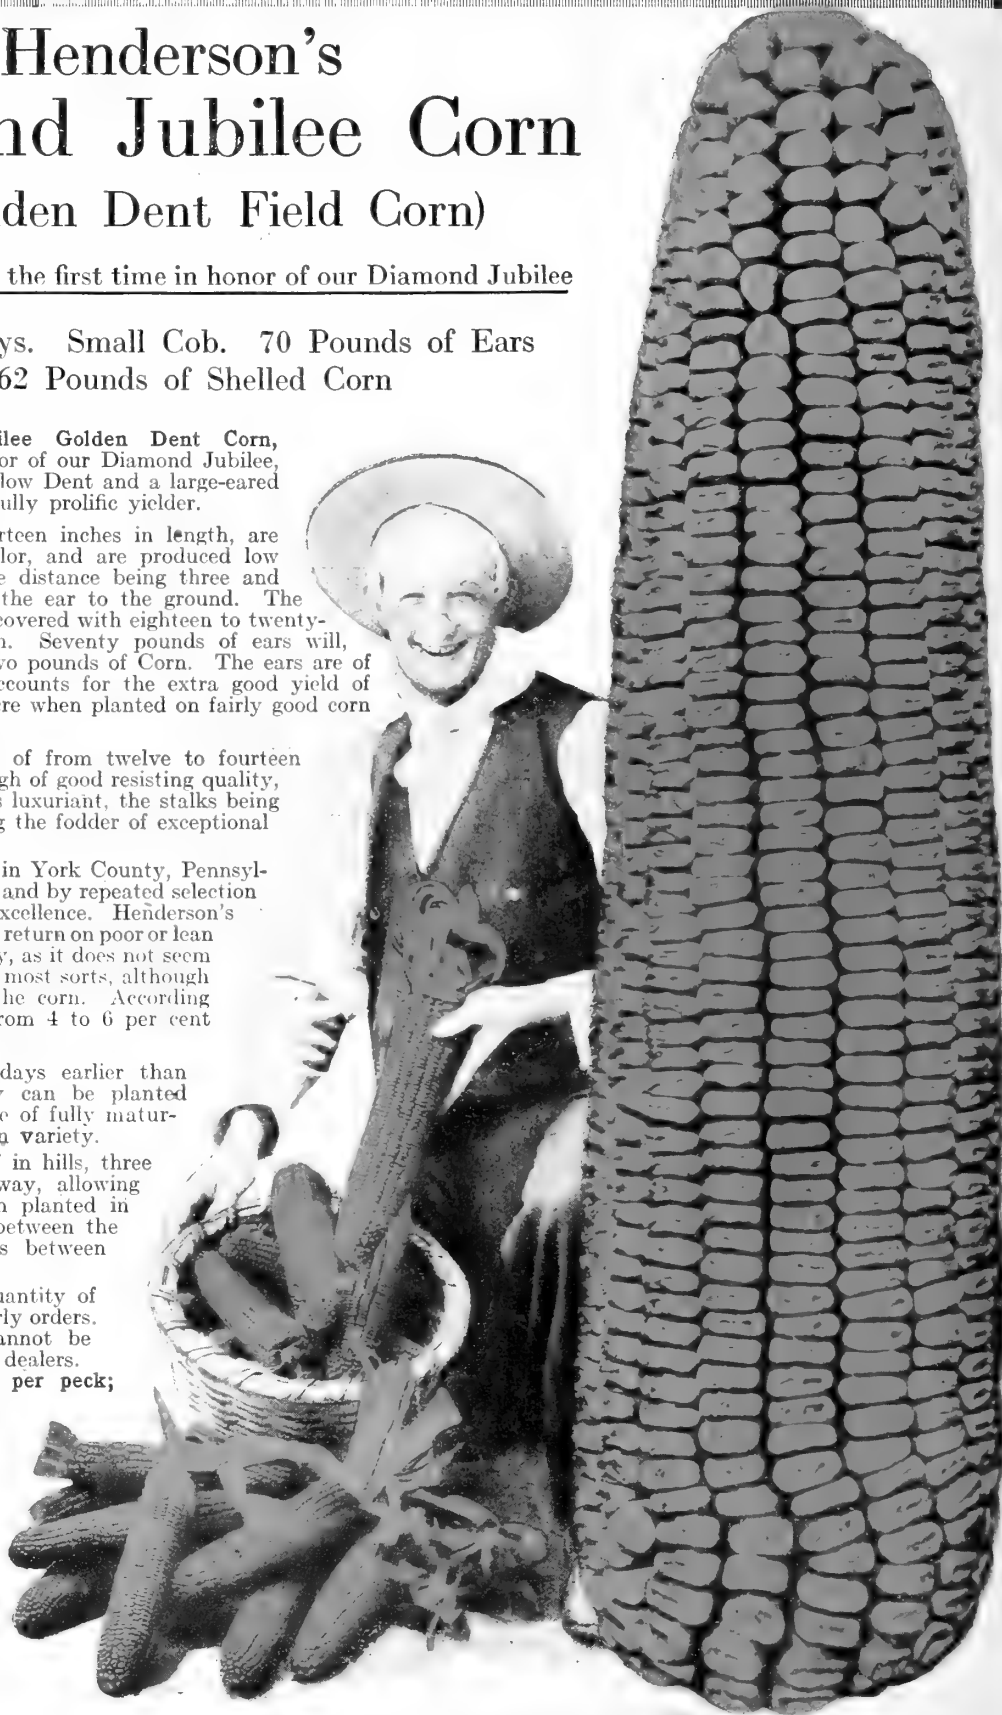 Henderson's
nd Jubilee Corn
den Dent Field Corn)
the first time in honor of our Diamond Jubilee
ys. Small Cob. 70 Pounds of Ears
62 Pounds of Shelled Corn
ilee Golden Dent Corn,
or of our Diamond Jubilee,
low Dent and a large-eared
ully prolific yielder.
rteen inches in length, are
lor, and are produced low
e distance being three and
the ear to the ground. The
covered with eighteen to twenty-
n. Seventy pounds of ears will,
vo pounds of Corn. The ears are of
ccounts for the extra good yield of
re when planted on fairly good corn
of from twelve to fourteen
gh of good resisting quality,
s luxuriant, the stalks being
g the fodder of exceptional
in York County, Pennsyl-
and by repeated selection
xcellence. Henderson's
return on poor or lean
y, as it does not seem
most sorts, although
he corn. According
rom 4 to 6 per cent
days earlier than
y can be planted
e of fully matur-
n variety.
in hills, three
way, allowing
n planted in
between the
s between
uantity of
rly orders.
annot be
dealers.
per peck;